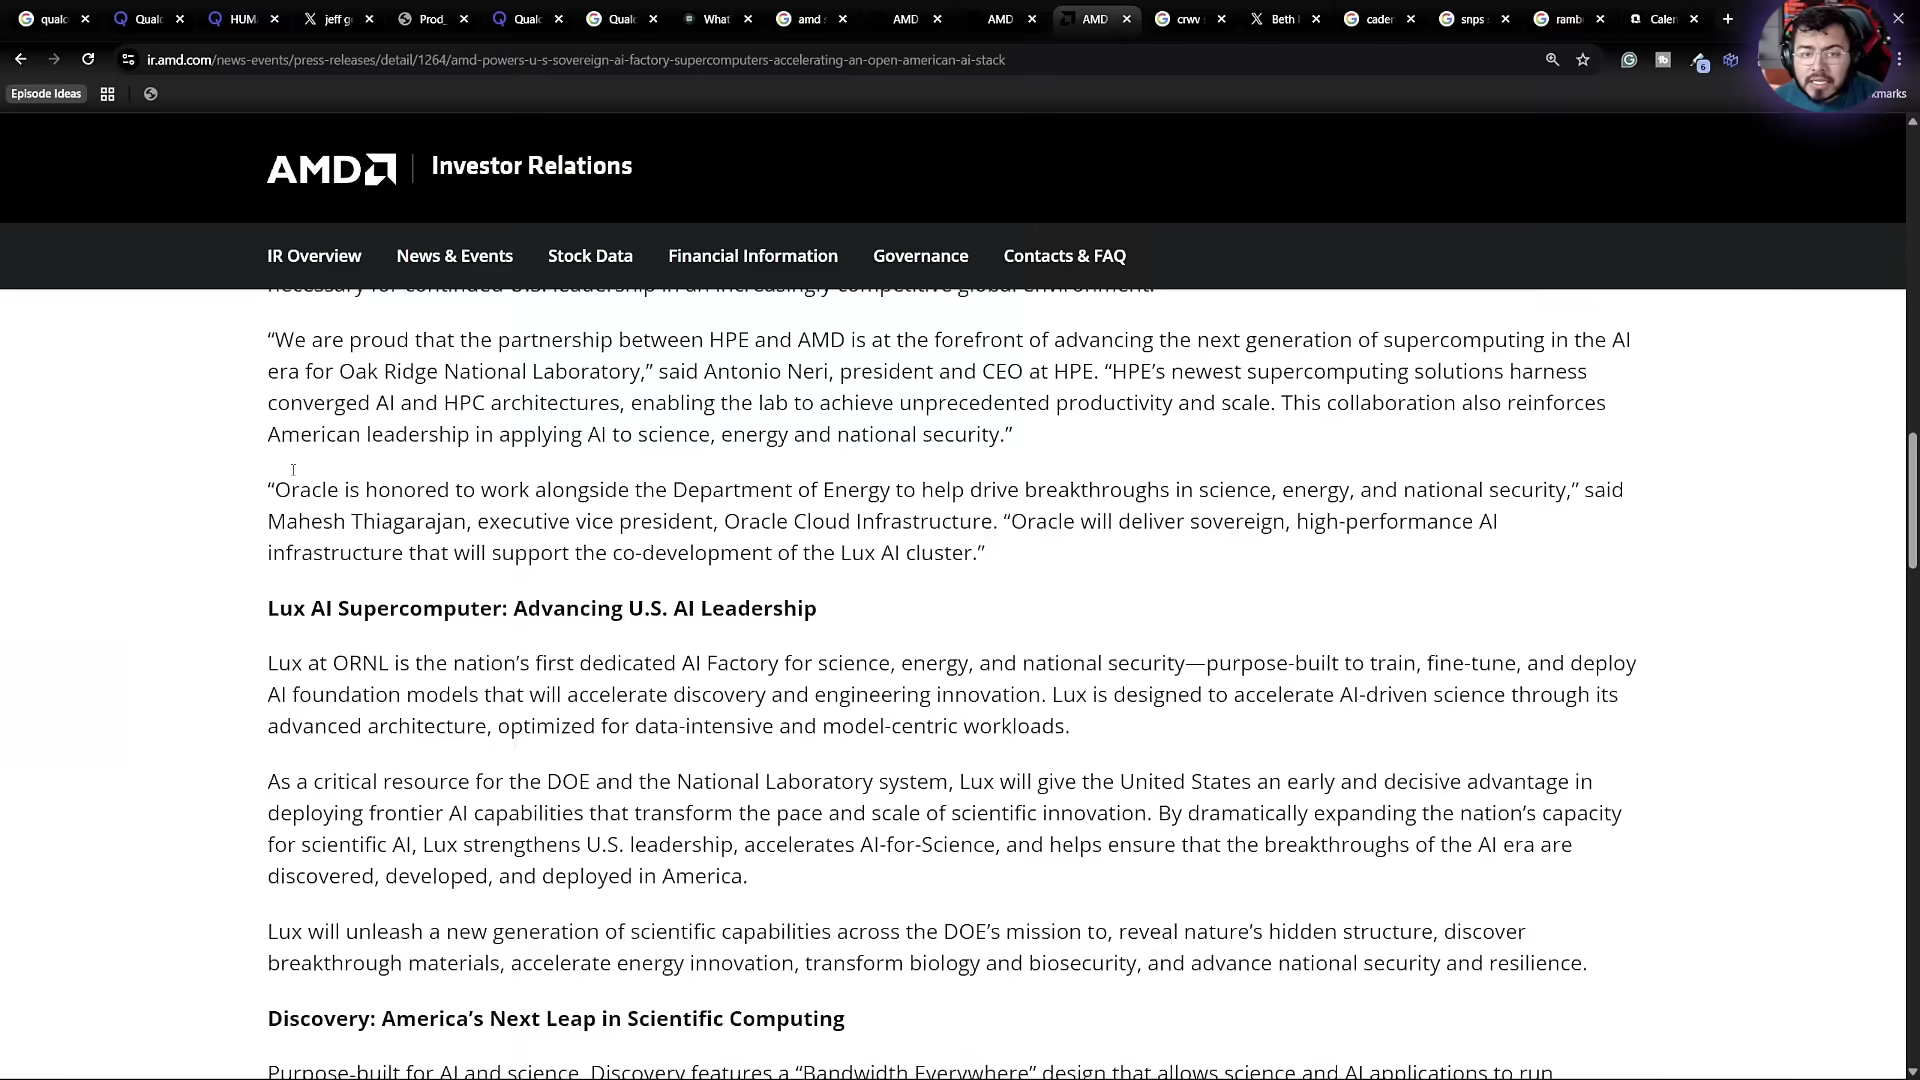 qualc
Qualc
HUM
jeff g
Prod_
Qualc
Qualc
What
amd s
AMD
AMD
AMD
crwv s
Beth
cader
snps s
ramb
Calen
ir.amd.com/news-events/press-releases/detail/1264/amd-powers-u-s-sovereign-ai-factory-supercomputers-accelerating-an-open-american-ai-stack
6
Episode Ideas
kmarks
AMD
Investor Relations
IR Overview
News & Events
Stock Data
Financial Information
Governance
Contacts & FAQ
necessary for continued U.S. leadership in an increasingly competitive global environment.
“We are proud that the partnership between HPE and AMD is at the forefront of advancing the next generation of supercomputing in the AI
era for Oak Ridge National Laboratory,” said Antonio Neri, president and CEO at HPE. “HPE’s newest supercomputing solutions harness
converged AI and HPC architectures, enabling the lab to achieve unprecedented productivity and scale. This collaboration also reinforces
American leadership in applying AI to science, energy and national security.”
“Oracle is honored to work alongside the Department of Energy to help drive breakthroughs in science, energy, and national security,” said
Mahesh Thiagarajan, executive vice president, Oracle Cloud Infrastructure. “Oracle will deliver sovereign, high-performance AI
infrastructure that will support the co-development of the Lux AI cluster.”
Lux AI Supercomputer: Advancing U.S. AI Leadership
Lux at ORNL is the nation’s first dedicated AI Factory for science, energy, and national security—purpose-built to train, fine-tune, and deploy
AI foundation models that will accelerate discovery and engineering innovation. Lux is designed to accelerate AI-driven science through its
advanced architecture, optimized for data-intensive and model-centric workloads.
As a critical resource for the DOE and the National Laboratory system, Lux will give the United States an early and decisive advantage in
deploying frontier AI capabilities that transform the pace and scale of scientific innovation. By dramatically expanding the nation’s capacity
for scientific AI, Lux strengthens U.S. leadership, accelerates AI-for-Science, and helps ensure that the breakthroughs of the AI era are
discovered, developed, and deployed in America.
Lux will unleash a new generation of scientific capabilities across the DOE’s mission to, reveal nature’s hidden structure, discover
breakthrough materials, accelerate energy innovation, transform biology and biosecurity, and advance national security and resilience.
Discovery: America’s Next Leap in Scientific Computing
Purpose-built for AI and science, Discovery features a “Bandwidth Everywhere” design that allows science and AI applications to run